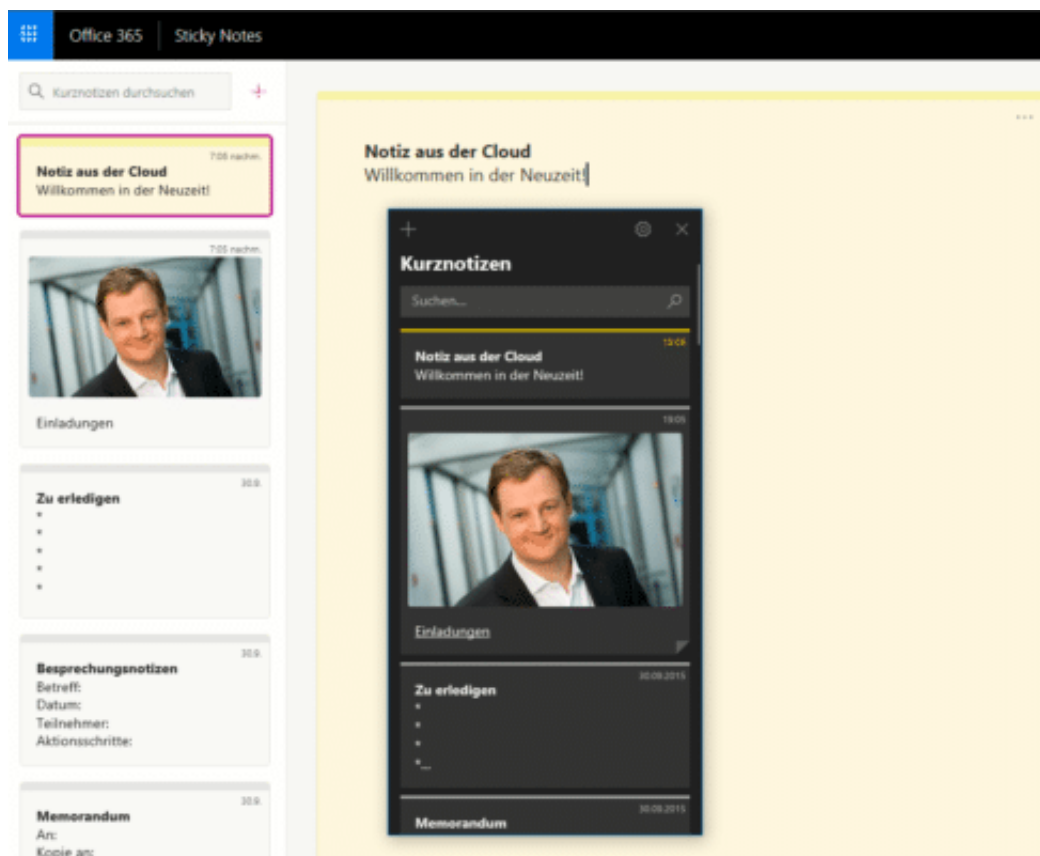 Office 365
Sticky Notes
Kurznotizen durchsuchen
7:06 nachm.
Notiz aus der Cloud
Willkommen in der Neuzeit!
7:05 nachm.
Einladungen
30.9.
Zu erledigen
*
*
*
*
*
30.9.
Besprechungsnotizen
Betreff:
Datum:
Teilnehmer:
Aktionsschritte:
30.9.
Memorandum
An:
Kopie an:
Notiz aus der Cloud
Willkommen in der Neuzeit!
Kurznotizen
Suchen...
19:06
Notiz aus der Cloud
Willkommen in der Neuzeit!
19:05
Einladungen
30.09.2015
Zu erledigen
*
*
*
*...
30.09.2015
Memorandum